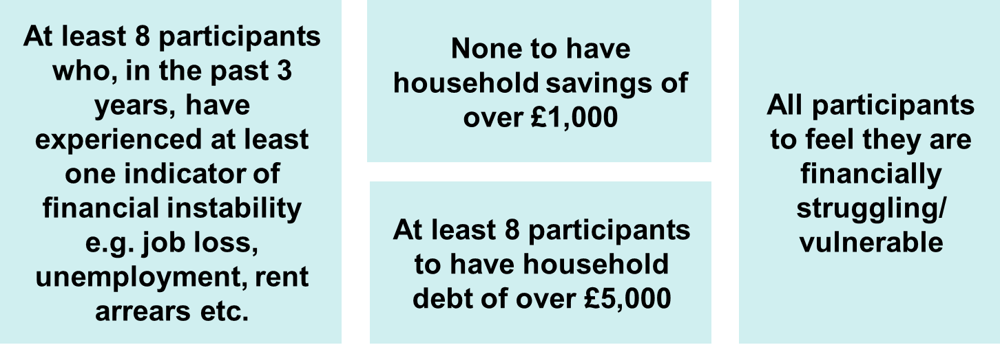 At least 8 participants
who, in the past 3
years, have
experienced at least
one indicator of
financial instability
e.g. job loss,
unemployment, rent
arrears etc.
None to have
household savings of
over £1,000
At least 8 participants
to have household
debt of over £5,000
All participants
to feel they are
financially
struggling/
vulnerable